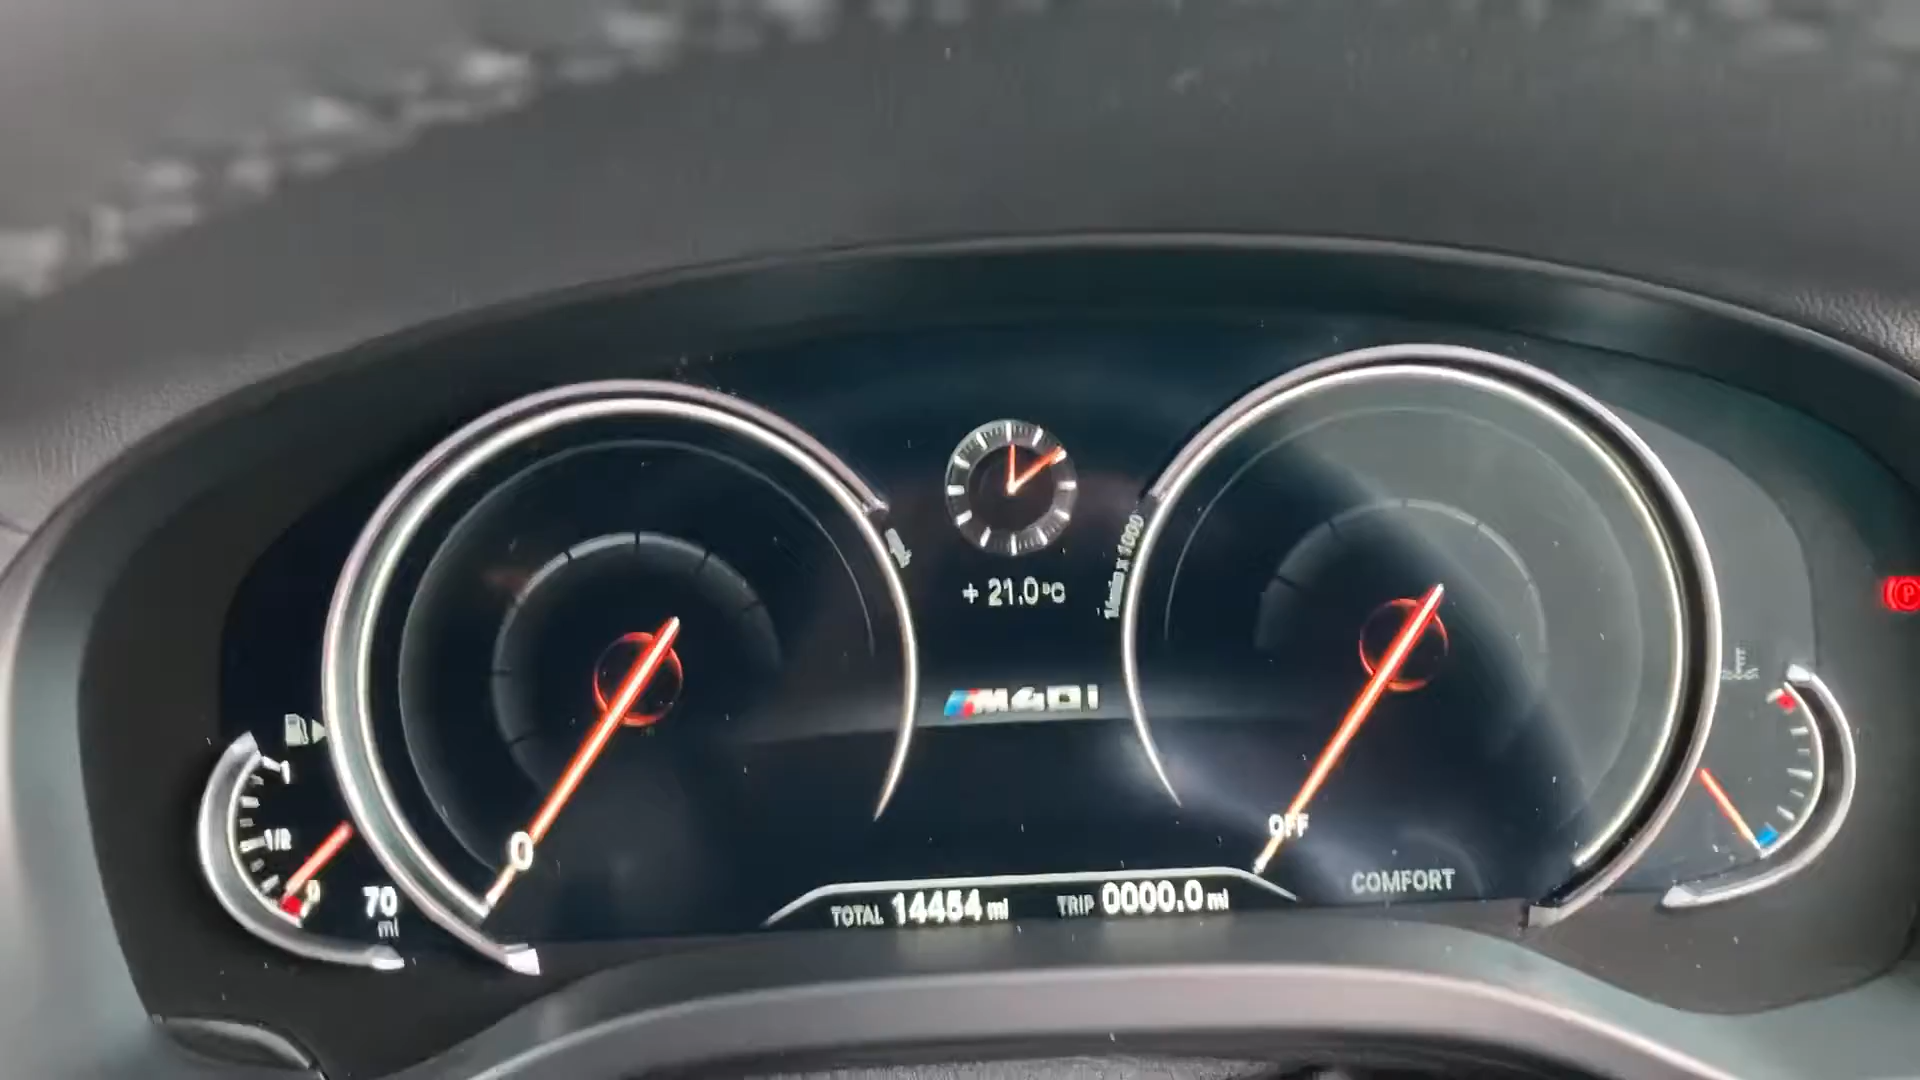 + 21.0°C
1/min x 1000
M40i
1/2
0
70
mi
0
OFF
COMFORT
TOTAL 14454 mi
TRIP 0000.0 mi
P